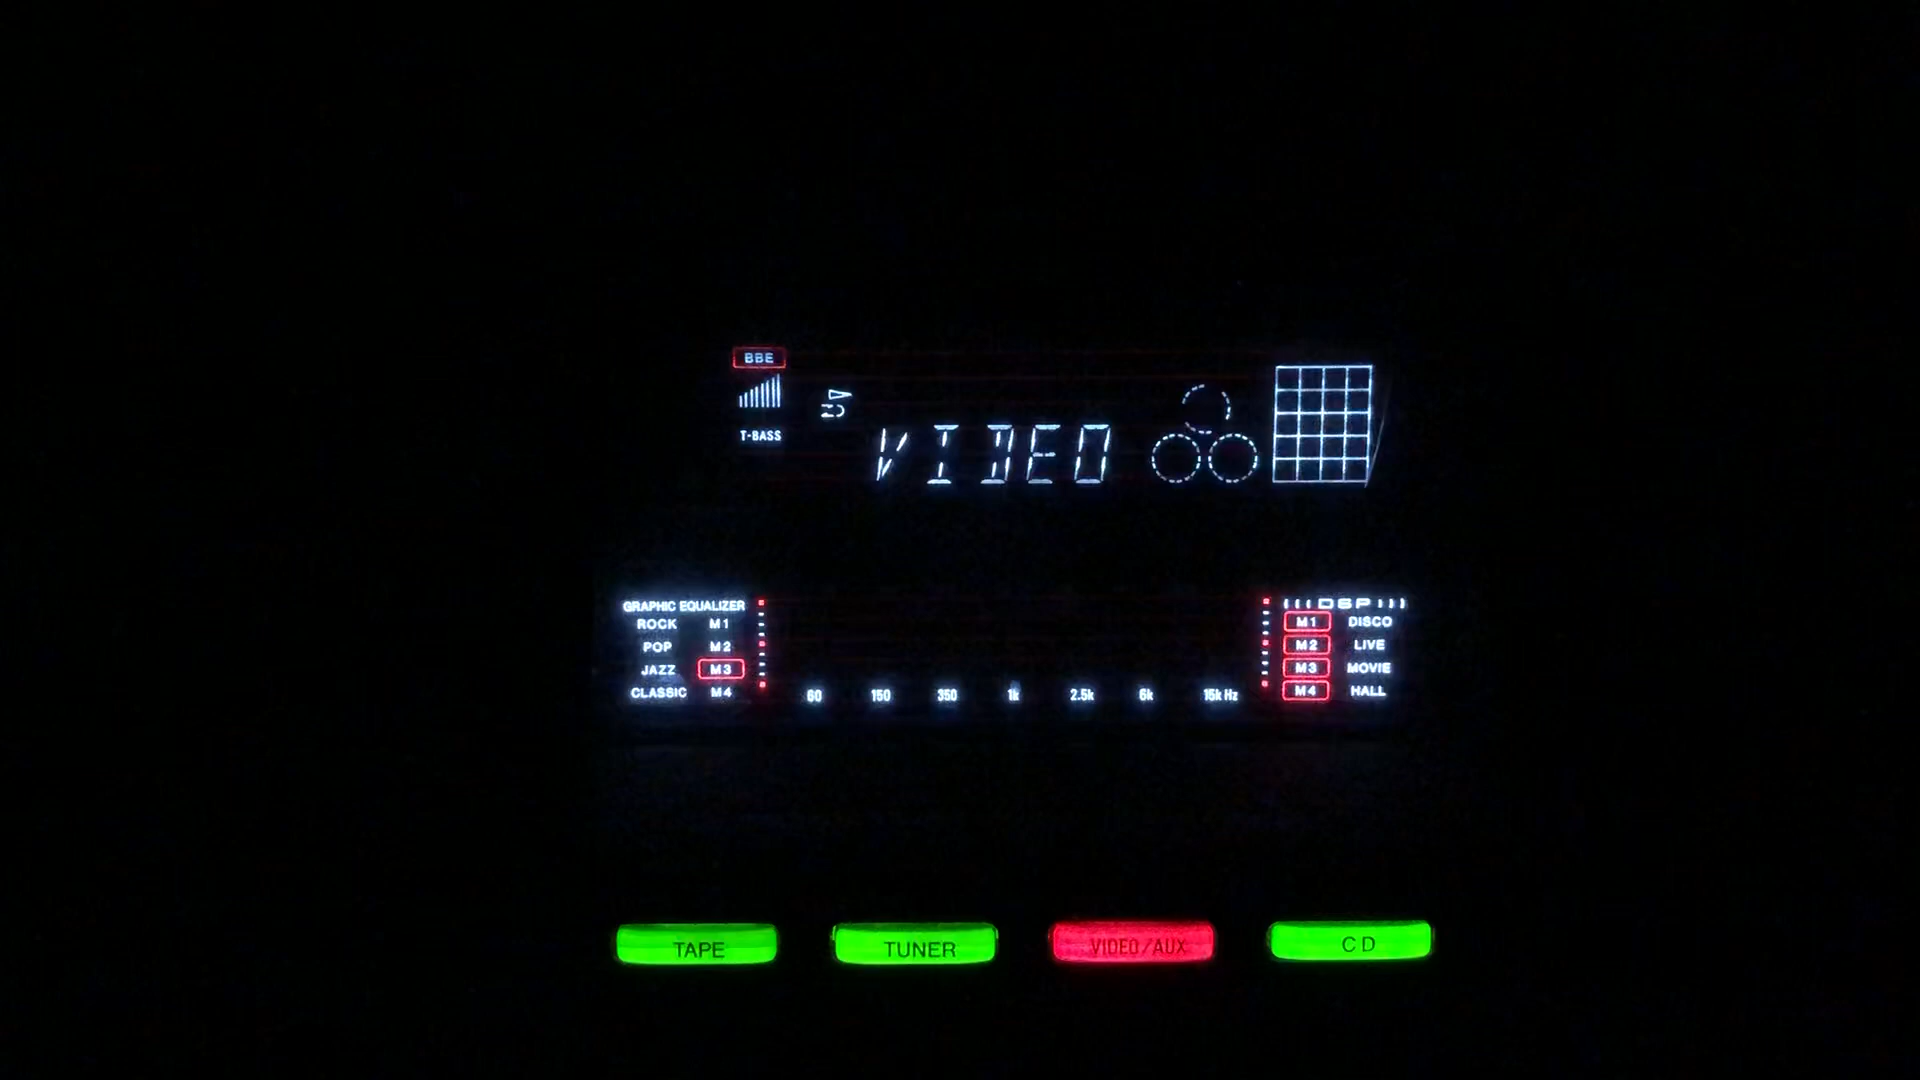 BBE
T-BASS
VIDEO
GRAPHIC EQUALIZER
ROCK M1
POP M2
JAZZ M3
CLASSIC M4
60 150 350 1k 2.5k 6k 15k Hz
DSP
M1 DISCO
M2 LIVE
M3 MOVIE
M4 HALL
TAPE TUNER VIDEO/AUX CD